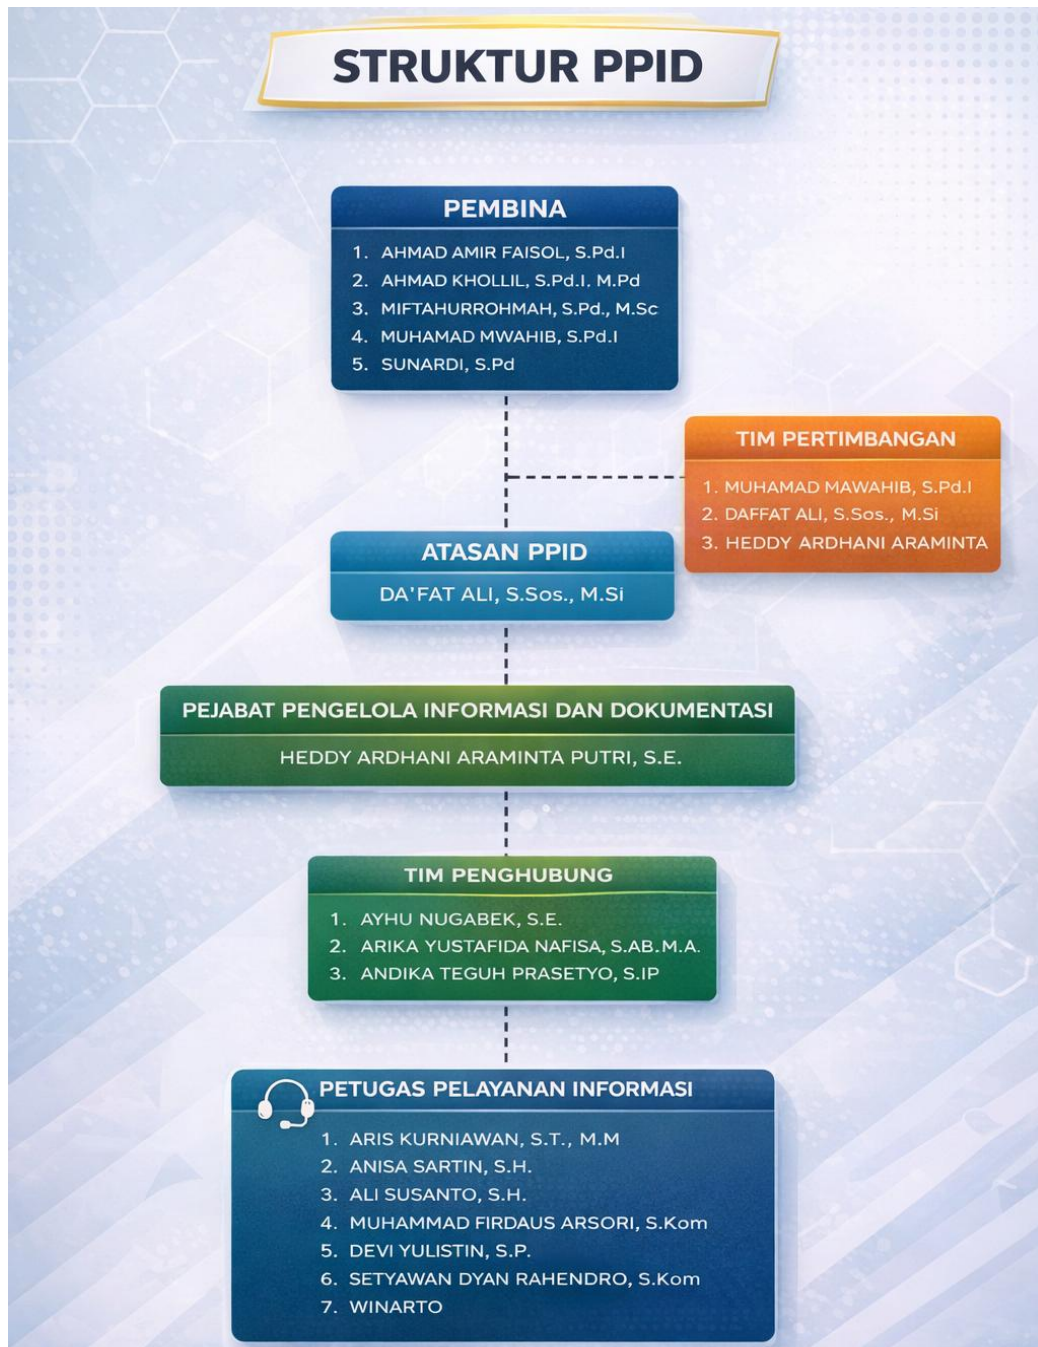 STRUKTUR PPID
PEMBINA
1. AHMAD AMIR FAISOL, S.Pd.I
2. AHMAD KHOLLIL, S.Pd.I. M.Pd
3. MIFTAHURROHMAH, S.Pd., M.Sc
4. MUHAMAD MWAHIB, S.Pd.I
5. SUNARDI, S.Pd
TIM PERTIMBANGAN
1. MUHAMAD MAWAHIB, S.Pd.I
2. DAFFAT ALI, S.Sos., M.Si
3. HEDDY ARDHANI ARAMINTA
ATASAN PPID
DA'FAT ALI, S.Sos., M.Si
PEJABAT PENGELOLA INFORMASI DAN DOKUMENTASI
HEDDY ARDHANI ARAMINTA PUTRI, S.E.
TIM PENGHUBUNG
1. AYHU NUGABEK, S.E.
2. ARIKA YUSTAFIDA NAFISA, S.AB.M.A.
3. ANDIKA TEGUH PRASETYO, S.IP
PETUGAS PELAYANAN INFORMASI
1. ARIS KURNIAWAN, S.T., M.M
2. ANISA SARTIN, S.H.
3. ALI SUSANTO, S.H.
4. MUHAMMAD FIRDAUS ARSORI, S.Kom
5. DEVI YULISTIN, S.P.
6. SETYAWAN DYAN RAHENDRO, S.Kom
7. WINARTO